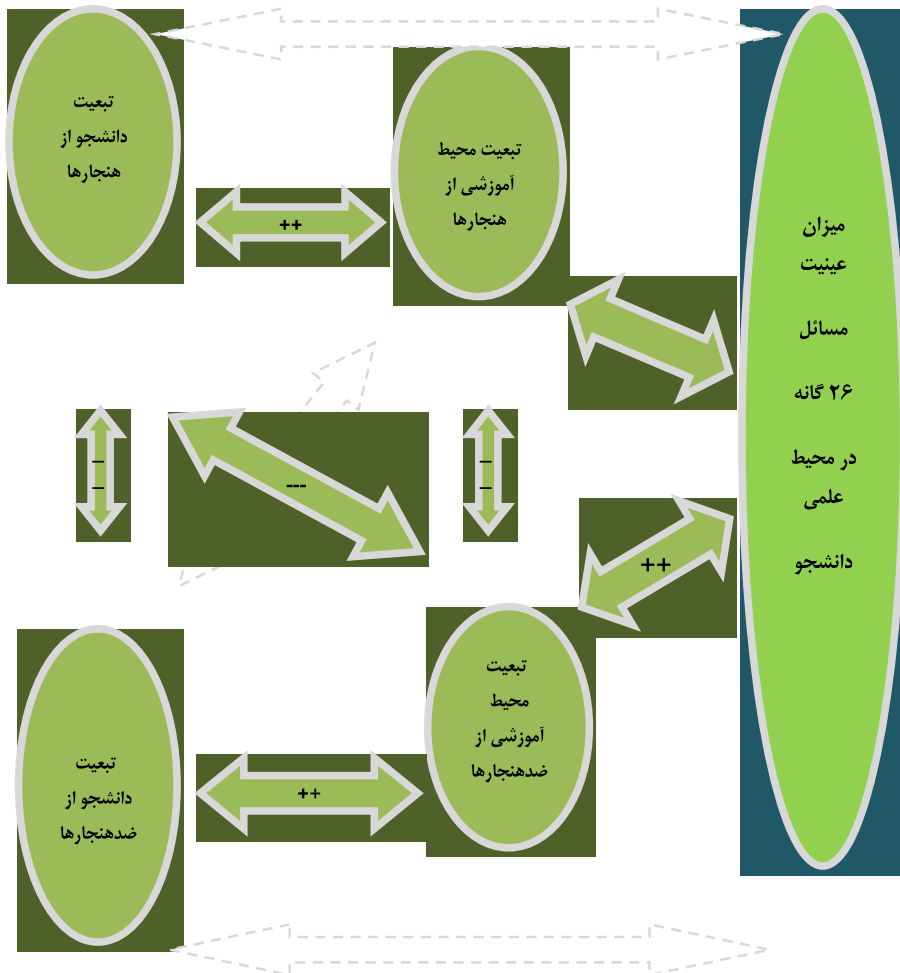 تبعیت
دانشجو از
هنجارها
تبعیت محیط
آموزشی از
هنجارها
++
میزان
عینیت
مسائل
۲۶ گانه
در محیط
علمی
دانشجو
–
–
---
–
–
++
تبعیت
محیط
آموزشی از
ضدهنجارها
تبعیت
دانشجو از
ضدهنجارها
++